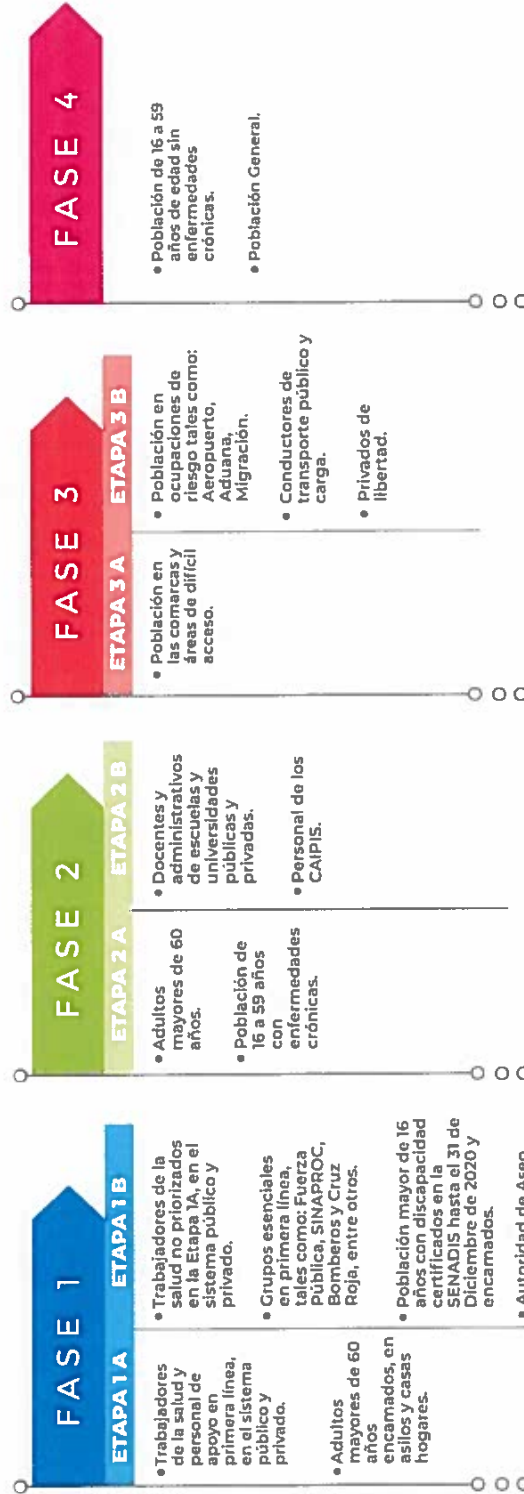 FASE 1
ETAPA 1 A
ETAPA 1 B
• Trabajadores
de la salud y
personal de
apoyo en
primera línea,
en el sistema
público y
privado.
• Adultos
mayores de 60
años
encamados, en
asilos y casas
hogares.
• Trabajadores de la
salud no priorizados
en la Etapa 1A, en el
sistema público y
privado.
• Grupos esenciales
en primera línea,
tales como: Fuerza
Pública, SINAPROC,
Bomberos y Cruz
Roja, entre otros.
• Población mayor de 16
años con discapacidad
certificados en la
SENADIS hasta el 31 de
Diciembre de 2020 y
encamados.
• Autoridad de Aseo
FASE 2
ETAPA 2 A
ETAPA 2 B
• Adultos
mayores de 60
años.
• Población de
16 a 59 años
con
enfermedades
crónicas.
• Docentes y
administrativos
de escuelas y
universidades
públicas y
privadas.
• Personal de los
CAIPIS.
FASE 3
ETAPA 3 A
ETAPA 3 B
• Población en
las comarcas y
áreas de difícil
acceso.
• Población en
ocupaciones de
riesgo tales como:
Aeropuerto,
Aduana,
Migración.
• Conductores de
transporte público y
carga.
• Privados de
libertad.
FASE 4
• Población de 16 a 59
años de edad sin
enfermedades
crónicas.
• Población General.